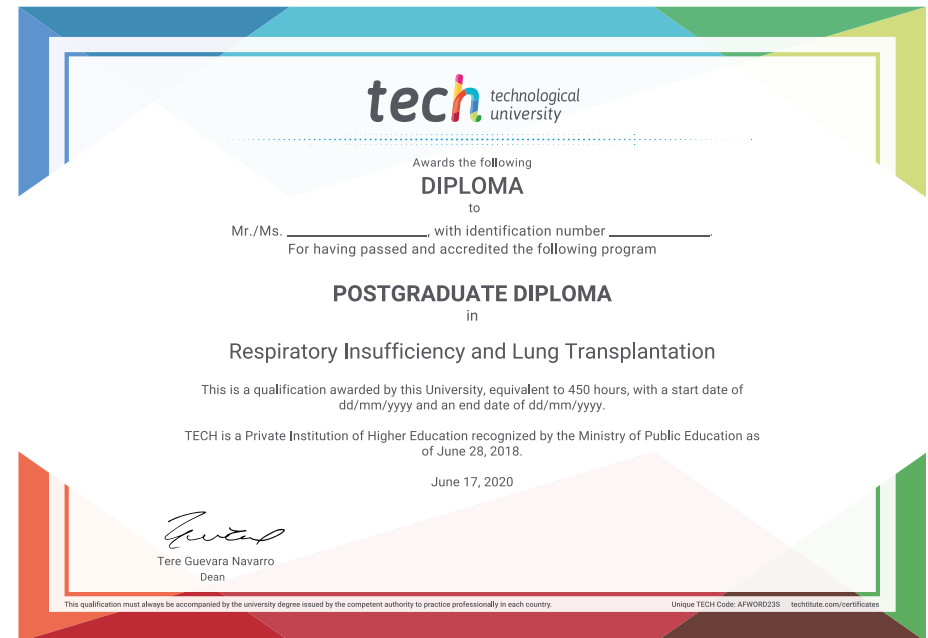 tech technological
university
Awards the following
DIPLOMA
to
Mr./Ms. ____________, with identification number ____________.
For having passed and accredited the following program
POSTGRADUATE DIPLOMA
in
Respiratory Insufficiency and Lung Transplantation
This is a qualification awarded by this University, equivalent to 450 hours, with a start date of
dd/mm/yyyy and an end date of dd/mm/yyyy.
TECH is a Private Institution of Higher Education recognized by the Ministry of Public Education as
of June 28, 2018.
June 17, 2020
Tere Guevara Navarro
Dean
This qualification must always be accompanied by the university degree issued by the competent authority to practice professionally in each country.
Unique TECH Code: AFWORD23S techtitute.com/certificates